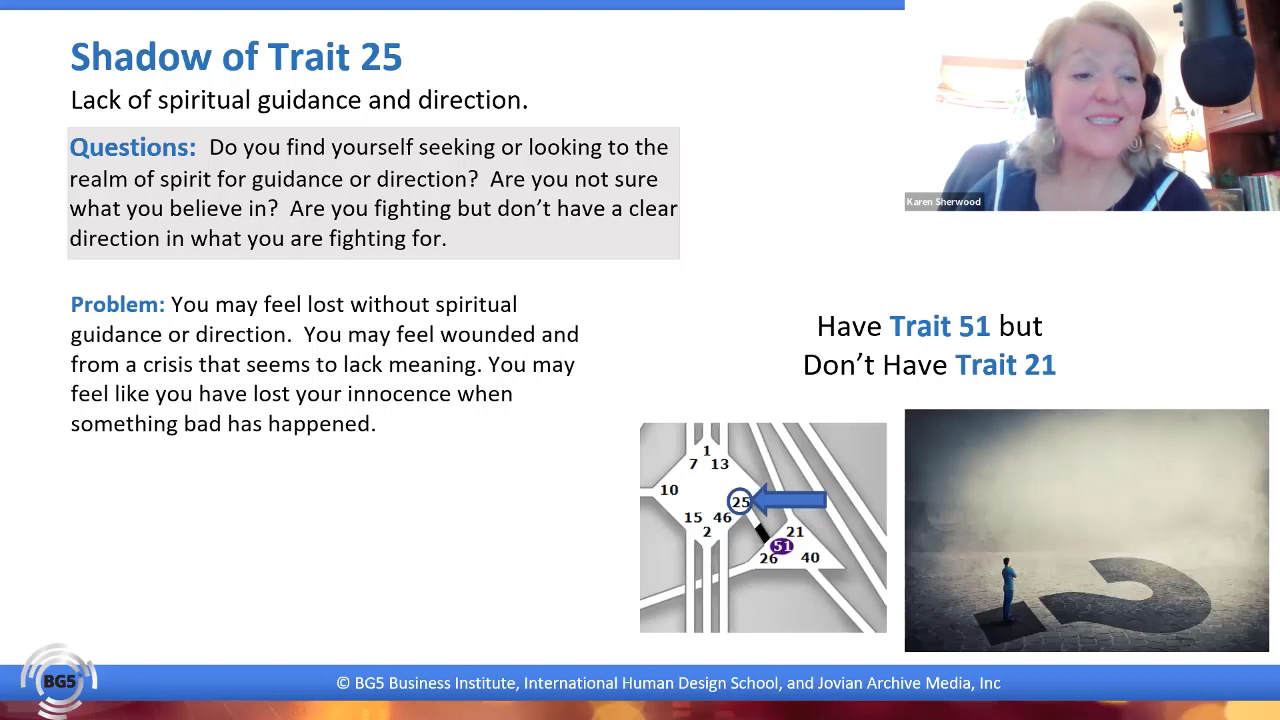 Shadow of Trait 25
Lack of spiritual guidance and direction.
Questions: Do you find yourself seeking or looking to the
realm of spirit for guidance or direction? Are you not sure
what you believe in? Are you fighting but don't have a clear
direction in what you are fighting for.
Problem: You may feel lost without spiritual
guidance or direction. You may feel wounded and
from a crisis that seems to lack meaning. You may
feel like you have lost your innocence when
something bad has happened.
Karen Sherwood
Have Trait 51 but
Don't Have Trait 21
1
7 13
10
25
15 46
2
21
51
26 40
BG5
© BG5 Business Institute, International Human Design School, and Jovian Archive Media, Inc